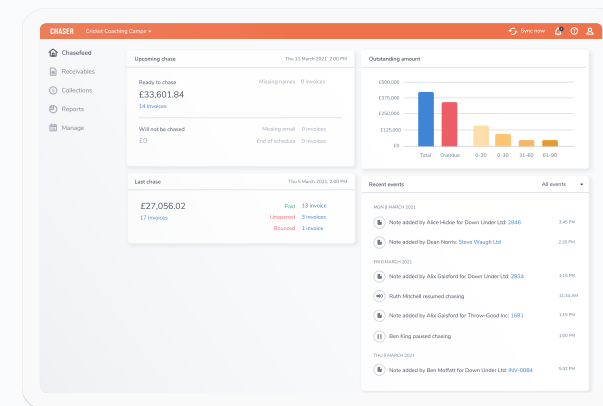 CHASER Cricket Coaching Camps Sync now
Chasefeed
Receivables
Collections
Reports
Manage
Upcoming chase Thu 11 March 2021 2:00 PM
Ready to chase Missing names 0 invoices
£33,601.84
14 Invoices
Will not be chased Missing email 0 invoices
£0 End of schedule 0 invoices
Last chase Thu 5 March 2021, 2:00 PM
£27,056.02 Paid 13 invoice
17 Invoices Unopened 3 invoices
Bounced 1 invoice
Outstanding amount
£500,000
£375,000
£250,000
£125,000
£0
Total Overdue 0-30 0-30 31-60 61-90
Recent events All events
MON 8 MARCH 2021
Note added by Alice Hickie for Down Under Ltd: 2846 3:45 PM
Note added by Dean Norris: Steve Waugh Ltd 2:28 PM
FRI 6 MARCH 2021
Note added by Alix Gaisford for Down Under Ltd: 2834 1:15 PM
Ruth Mitchell resumed chasing 11:34 AM
Note added by Alix Gaisford for Throw-Good Inc: 1681 1:15 PM
Ben King paused chasing 1:00 PM
THU 5 MARCH 2021
Note added by Ben Moffatt for Down Under Ltd: INV-0084 5:32 PM